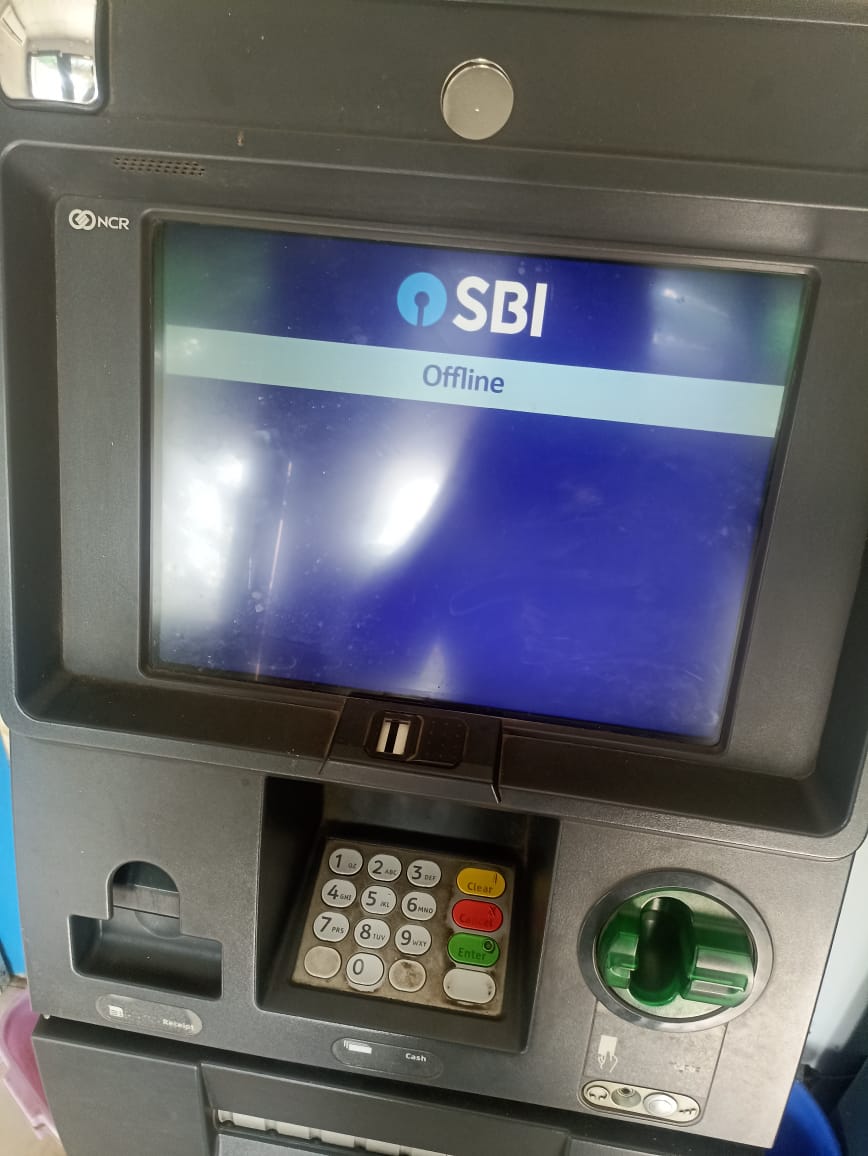 NCR
SBI
Offline
1 QZ 2 ABC 3 DEF Clear
4 GHI 5 JKL 6 MNO Cancel
7 PRS 8 TUV 9 WXY Enter
0
Receipt
Cash